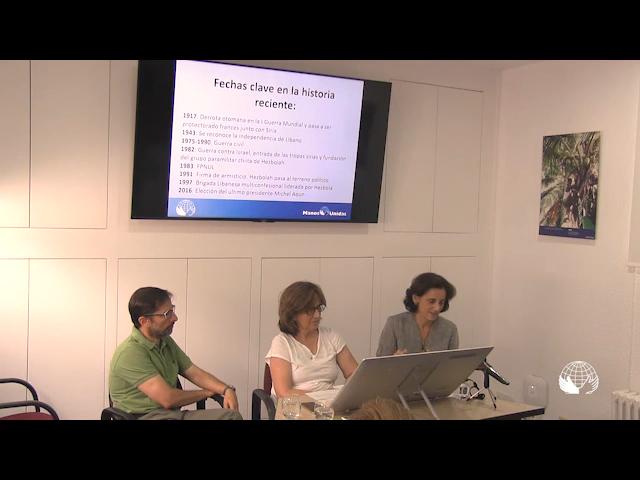 Fechas clave en la historia
reciente:
1917: Derrota otomana en la I Guerra Mundial y pasa a ser
protectorado frances junto con Siria
1943: Se reconoce la independencia de Líbano
1975-1990: Guerra civil
1982: Guerra contra Israel, entrada de las tropas sirias y fundación
del grupo paramilitar chiita de Hezbolah
1983: FPNUL
1991: Firma de armisticio. Hezbolah pasa al terreno político
1997: Brigada Libanesa multiconfesional liderada por Hezbolá
2016: Elección del último presidente Michel Aoun
Manos Unidas